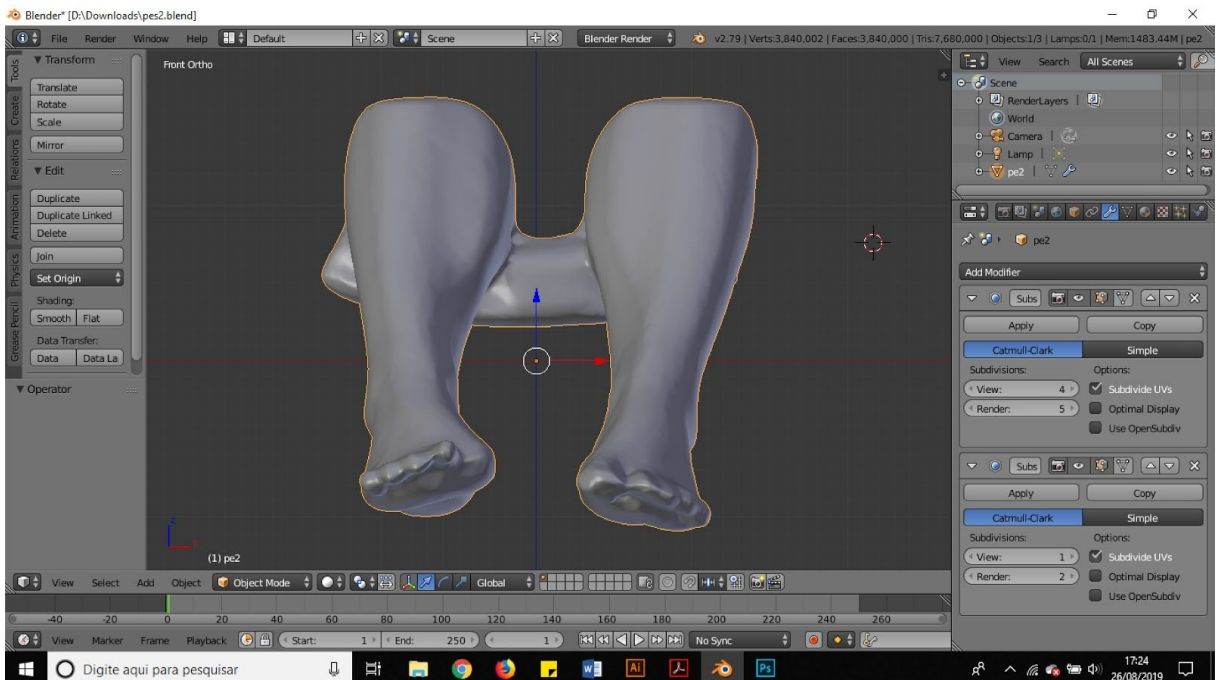 Blender* [D:\Downloads\pes2.blend]
File Render Window Help Default Scene Blender Render v2.79 | Verts:3,840,002 | Faces:3,840,000 | Tris:7,680,000 | Objects:1/3 | Lamps:0/1 | Mem:1483.44M | pe2
Tools
Create
Relations
Animation
Physics
Grease Pencil
Transform
Translate
Rotate
Scale
Mirror
Edit
Duplicate
Duplicate Linked
Delete
Join
Set Origin
Shading:
Smooth Flat
Data Transfer:
Data Data La
Operator
Front Ortho
z
x
(1) pe2
View Search All Scenes
Scene
RenderLayers |
World
Camera |
Lamp |
pe2 |
pe2
Add Modifier
Subs
Apply Copy
Catmull-Clark Simple
Subdivisions: Options:
View: 4 Subdivide UVs
Render: 5 Optimal Display
Use OpenSubdiv
Subs
Apply Copy
Catmull-Clark Simple
Subdivisions: Options:
View: 1 Subdivide UVs
Render: 2 Optimal Display
Use OpenSubdiv
View Select Add Object Object Mode Global
-40 -20 0 20 40 60 80 100 120 140 160 180 200 220 240 260
View Marker Frame Playback Start: 1 End: 250 1 No Sync
Digite aqui para pesquisar
Ai
Ps
17:24
26/08/2019